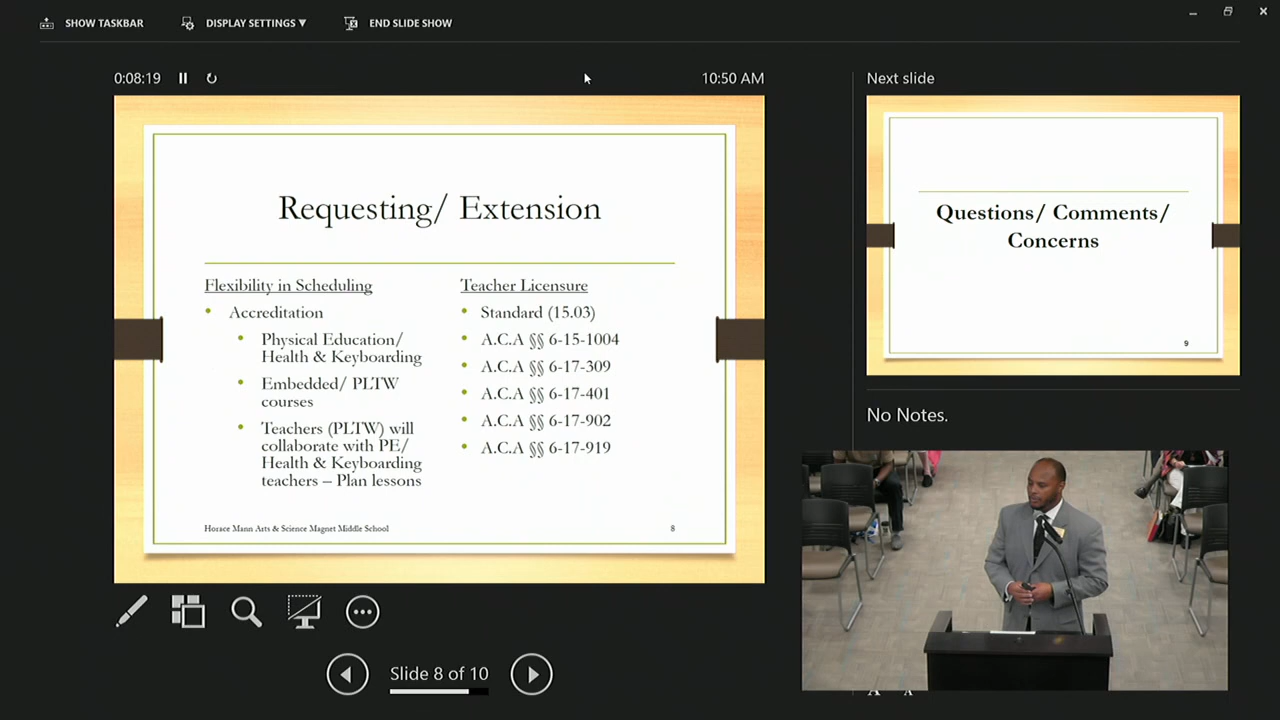 SHOW TASKBAR
DISPLAY SETTINGS ▼
END SLIDE SHOW
0:08:19
10:50 AM
Requesting/ Extension
Flexibility in Scheduling
• Accreditation
• Physical Education/
Health & Keyboarding
• Embedded/ PLTW
courses
• Teachers (PLTW) will
collaborate with PE/
Health & Keyboarding
teachers – Plan lessons
Teacher Licensure
• Standard (15.03)
• A.C.A §§ 6-15-1004
• A.C.A §§ 6-17-309
• A.C.A §§ 6-17-401
• A.C.A §§ 6-17-902
• A.C.A §§ 6-17-919
Horace Mann Arts & Science Magnet Middle School
8
Next slide
Questions/ Comments/
Concerns
9
No Notes.
Slide 8 of 10
A A